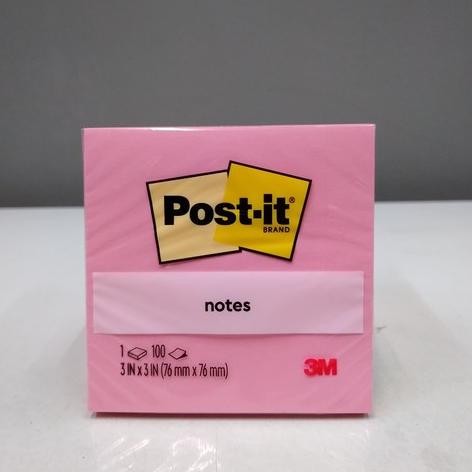 Post-it®
BRAND
notes
1 100
3 IN x 3 IN (76 mm x 76 mm)
3M